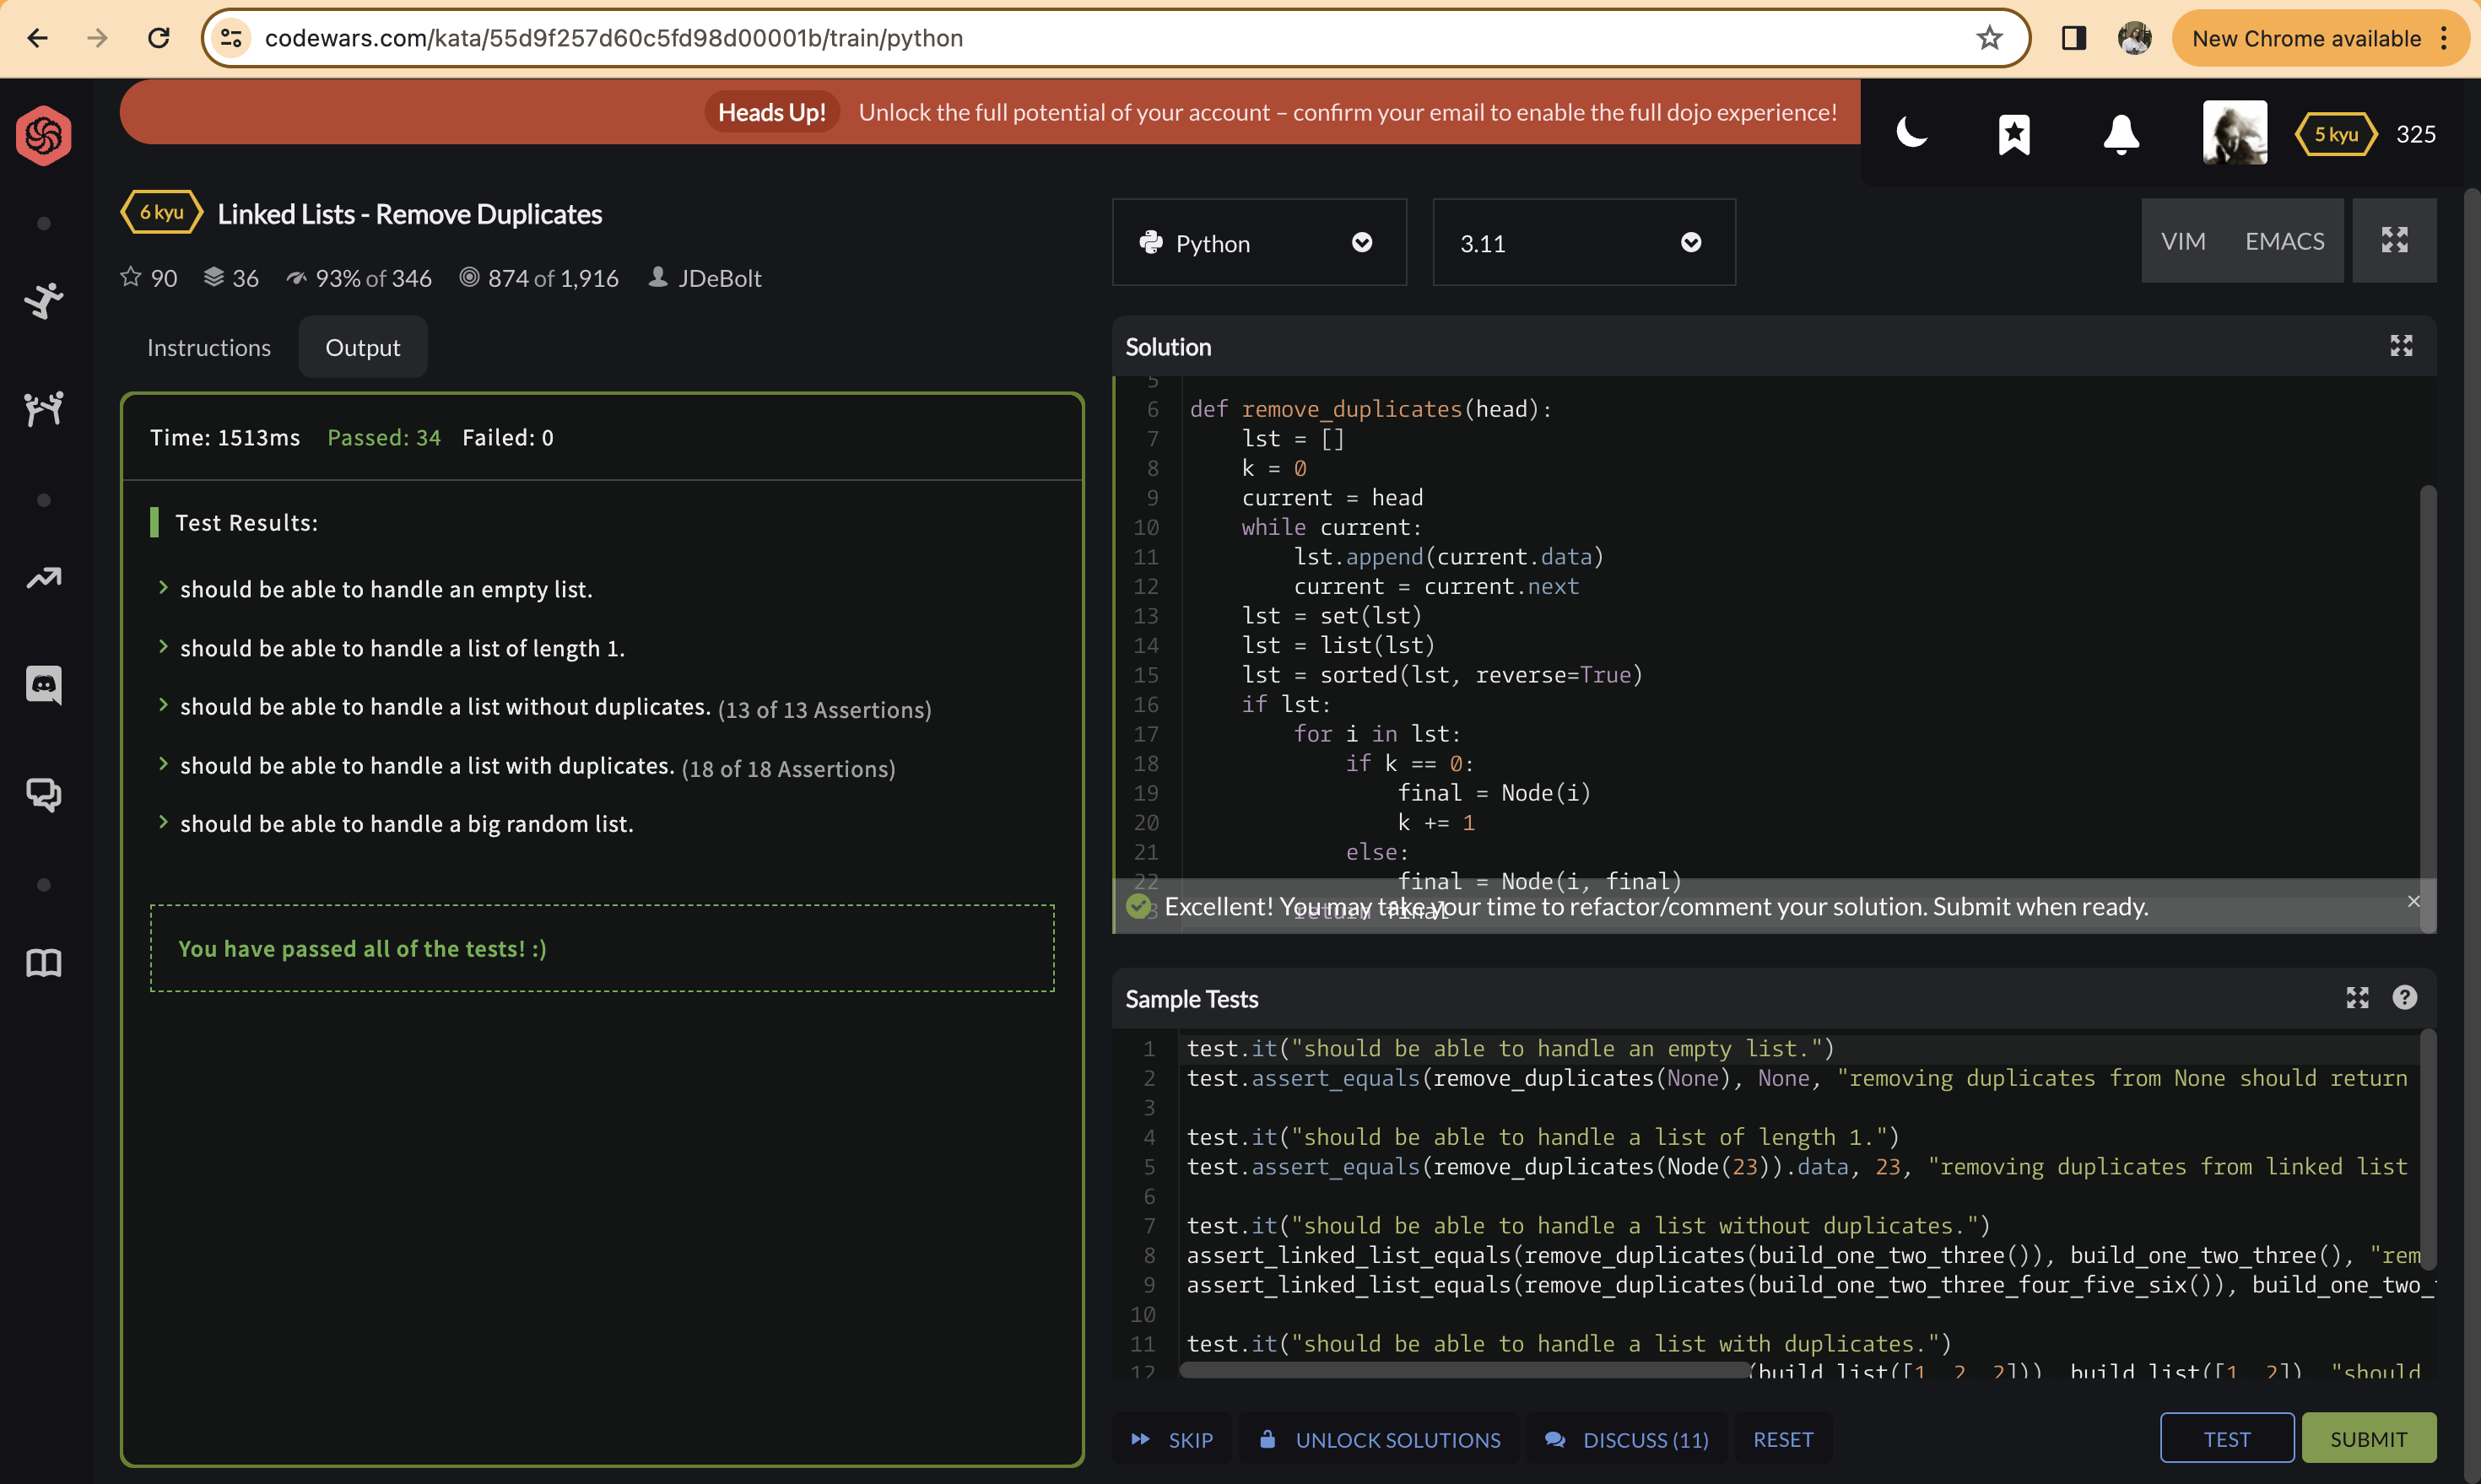 codewars.com/kata/55d9f257d60c5fd98d00001b/train/python
New Chrome available
Heads Up! Unlock the full potential of your account – confirm your email to enable the full dojo experience!
5 kyu 325
6 kyu Linked Lists - Remove Duplicates
90 36 93% of 346 874 of 1,916 JDeBolt
Python
3.11
VIM EMACS
Instructions Output
Time: 1513ms Passed: 34 Failed: 0
Test Results:
should be able to handle an empty list.
should be able to handle a list of length 1.
should be able to handle a list without duplicates. (13 of 13 Assertions)
should be able to handle a list with duplicates. (18 of 18 Assertions)
should be able to handle a big random list.
You have passed all of the tests! :)
Solution
5
6 def remove_duplicates(head):
7 lst = []
8 k = 0
9 current = head
10 while current:
11 lst.append(current.data)
12 current = current.next
13 lst = set(lst)
14 lst = list(lst)
15 lst = sorted(lst, reverse=True)
16 if lst:
17 for i in lst:
18 if k == 0:
19 final = Node(i)
20 k += 1
21 else:
22 final = Node(i, final)
return final
Excellent! You may take your time to refactor/comment your solution. Submit when ready.
Sample Tests
1 test.it("should be able to handle an empty list.")
2 test.assert_equals(remove_duplicates(None), None, "removing duplicates from None should return
3
4 test.it("should be able to handle a list of length 1.")
5 test.assert_equals(remove_duplicates(Node(23)).data, 23, "removing duplicates from linked list
6
7 test.it("should be able to handle a list without duplicates.")
8 assert_linked_list_equals(remove_duplicates(build_one_two_three()), build_one_two_three(), "rem
9 assert_linked_list_equals(remove_duplicates(build_one_two_three_four_five_six()), build_one_two_
10
11 test.it("should be able to handle a list with duplicates.")
12 (build_list([1, 2, 2])), build_list([1, 2]), "should
SKIP UNLOCK SOLUTIONS DISCUSS (11) RESET
TEST SUBMIT